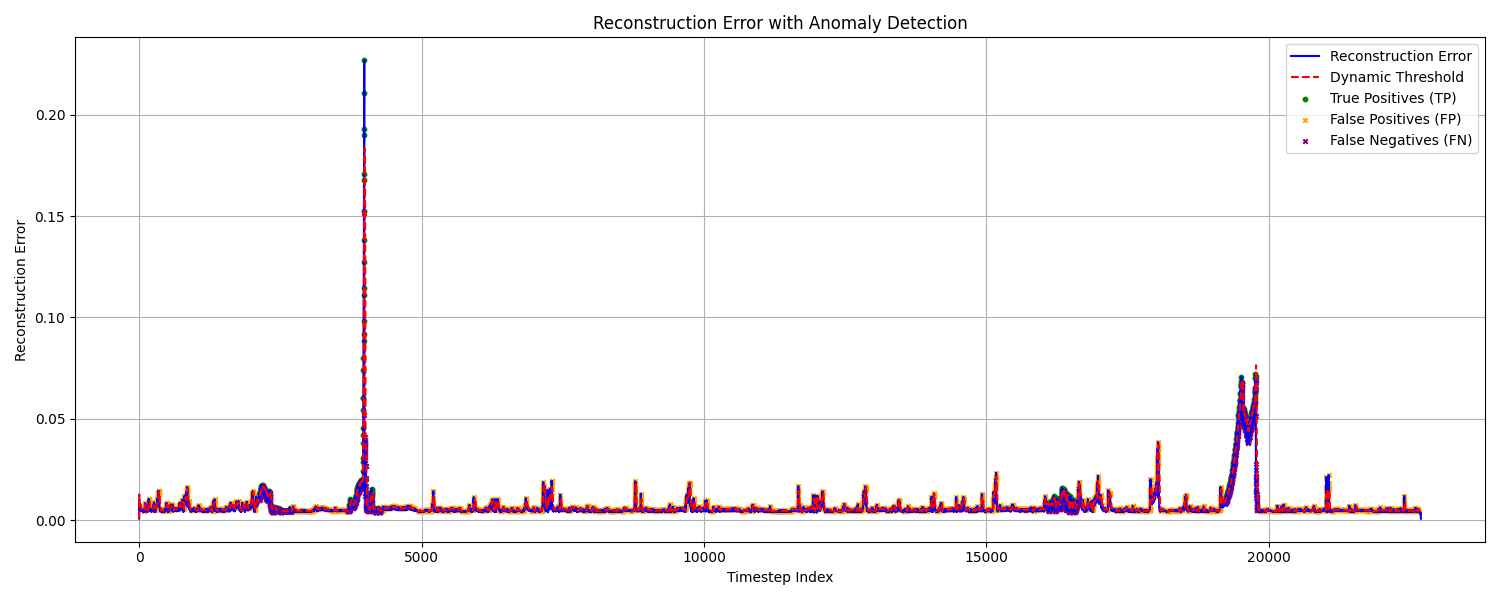 Reconstruction Error with Anomaly Detection
Reconstruction Error
Dynamic Threshold
True Positives (TP)
False Positives (FP)
False Negatives (FN)
Reconstruction Error
0.20
0.15
0.10
0.05
0.00
0
5000
10000
15000
20000
Timestep Index